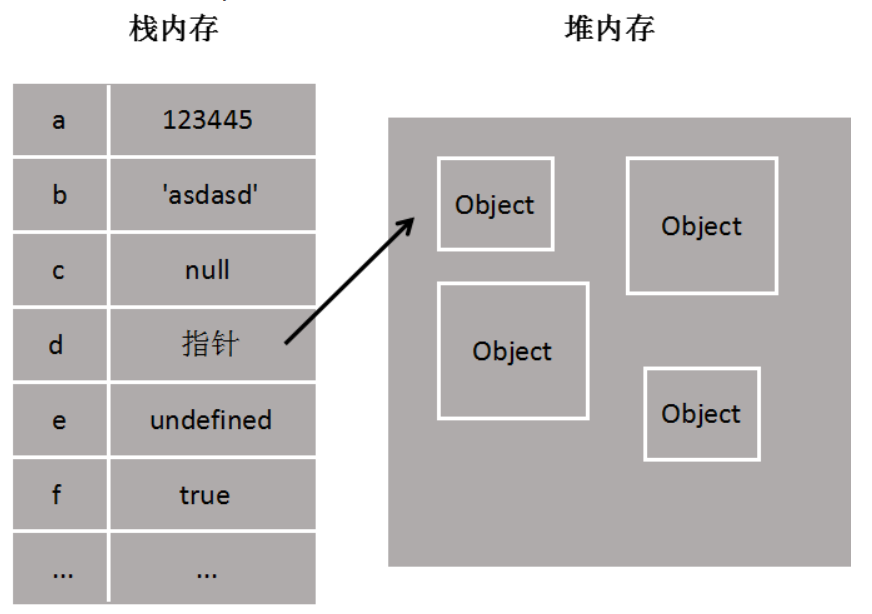 栈内存
堆内存
a 123445
b 'asdasd'
c null
d 指针
e undefined
f true
... ...
Object
Object
Object
Object